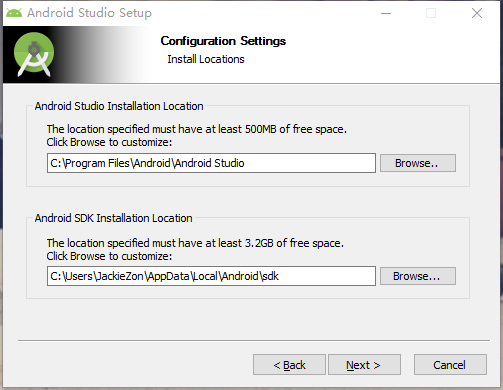 Android Studio Setup
Configuration Settings
Install Locations
Android Studio Installation Location
The location specified must have at least 500MB of free space.
Click Browse to customize:
C:\Program Files\Android\Android Studio
Browse..
Android SDK Installation Location
The location specified must have at least 3.2GB of free space.
Click Browse to customize:
C:\Users\JackieZon\AppData\Local\Android\sdk
Browse...
< Back
Next >
Cancel